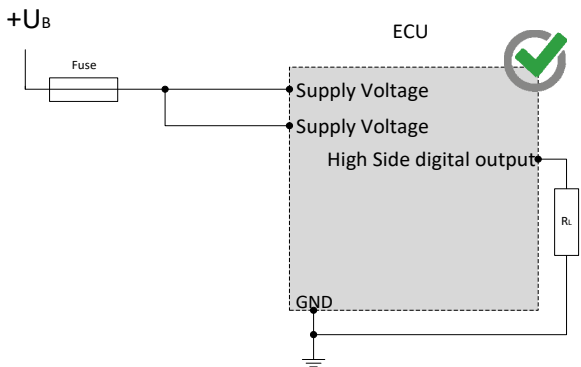 +UB
ECU
Fuse
Supply Voltage
Supply Voltage
High Side digital output
RL
GND